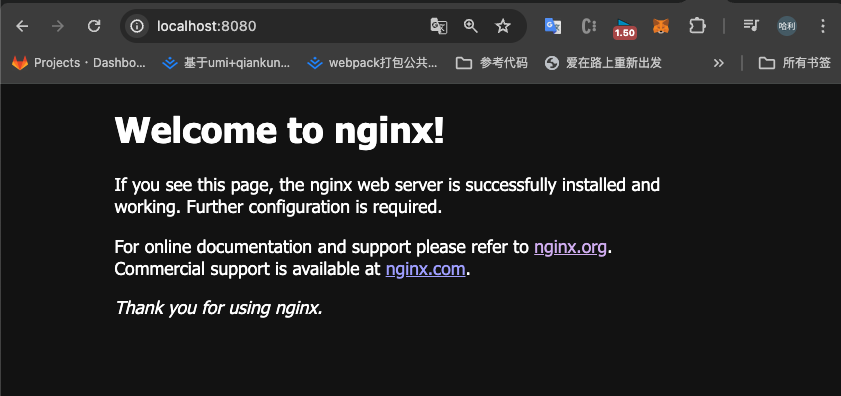 localhost:8080
1.50
哈利
Projects · Dashbo...
基于umi+qiankun...
webpack打包公共...
参考代码
爱在路上重新出发
»
所有书签
Welcome to nginx!
If you see this page, the nginx web server is successfully installed and
working. Further configuration is required.
For online documentation and support please refer to nginx.org.
Commercial support is available at nginx.com.
Thank you for using nginx.